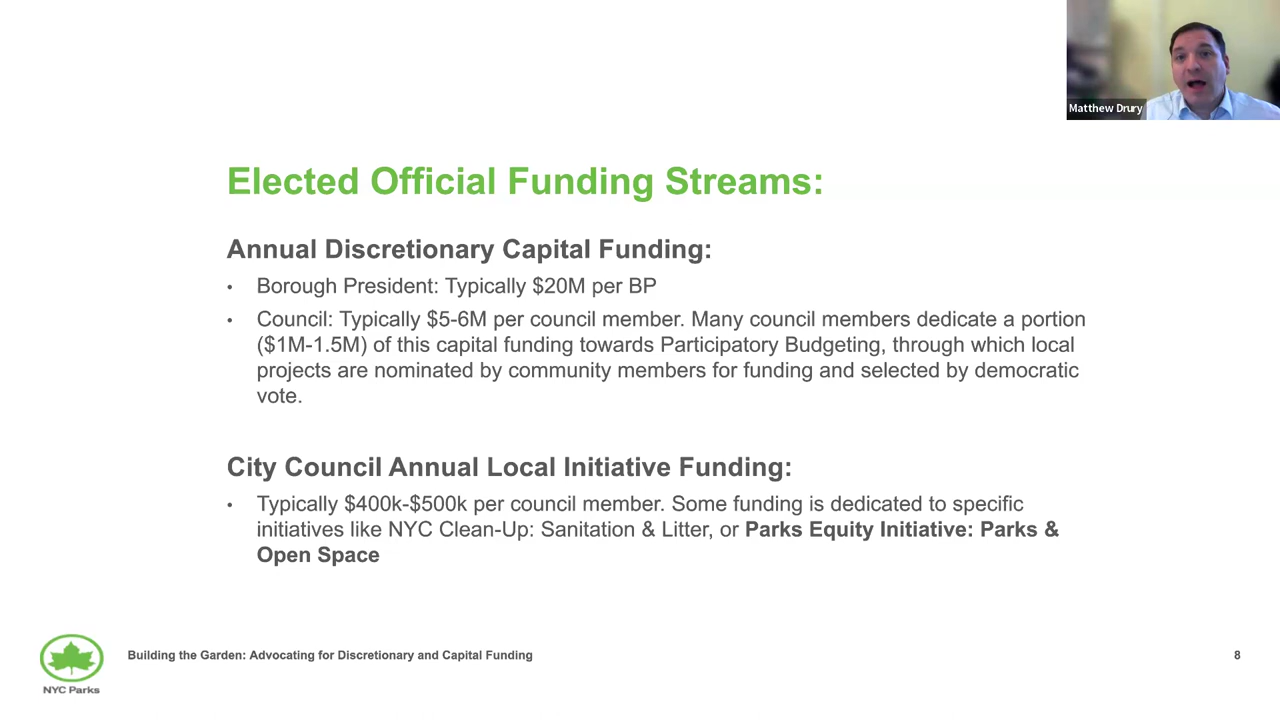 Matthew Drury
Elected Official Funding Streams:
Annual Discretionary Capital Funding:
• Borough President: Typically $20M per BP
• Council: Typically $5-6M per council member. Many council members dedicate a portion
($1M-1.5M) of this capital funding towards Participatory Budgeting, through which local
projects are nominated by community members for funding and selected by democratic
vote.
City Council Annual Local Initiative Funding:
• Typically $400k-$500k per council member. Some funding is dedicated to specific
initiatives like NYC Clean-Up: Sanitation & Litter, or Parks Equity Initiative: Parks &
Open Space
NYC Parks
Building the Garden: Advocating for Discretionary and Capital Funding
8